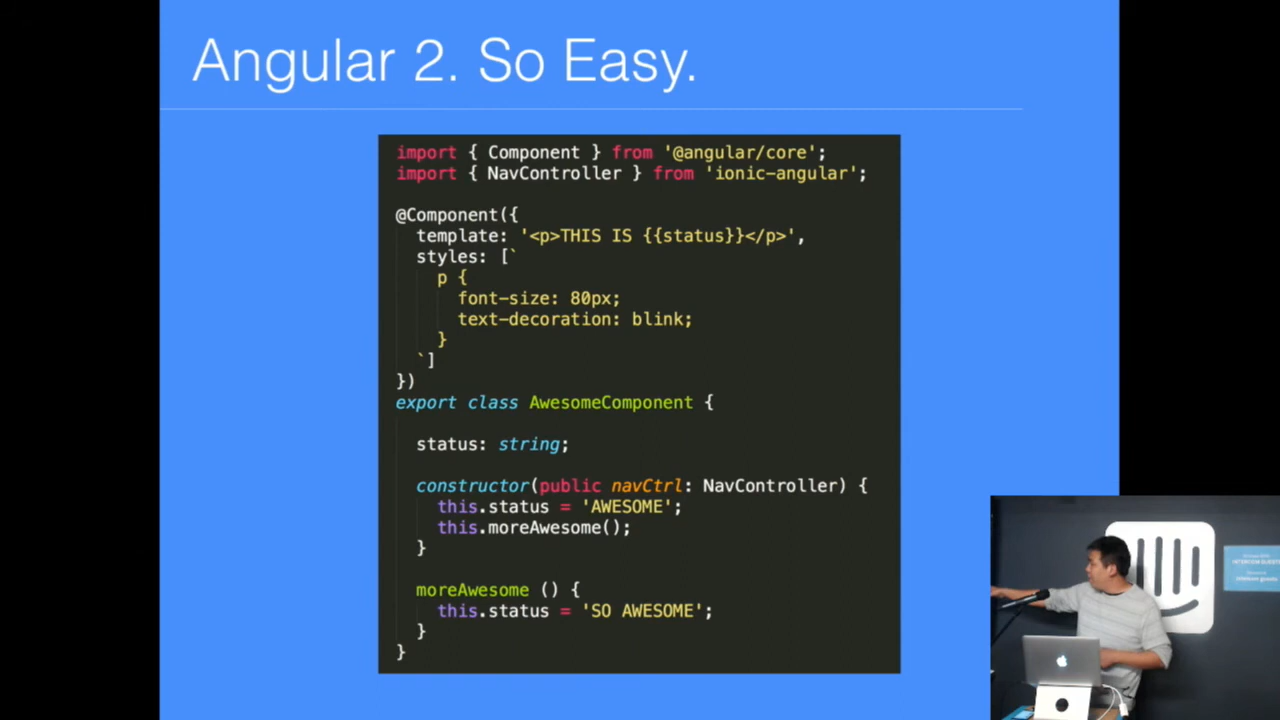 Angular 2. So Easy.
import { Component } from '@angular/core';
import { NavController } from 'ionic-angular';
@Component({
  template: '<p>THIS IS {{status}}</p>',
  styles: [`
    p {
      font-size: 80px;
      text-decoration: blink;
    }
  `]
})
export class AwesomeComponent {
  status: string;
  constructor(public navCtrl: NavController) {
    this.status = 'AWESOME';
    this.moreAwesome();
  }
  moreAwesome () {
    this.status = 'SO AWESOME';
  }
}